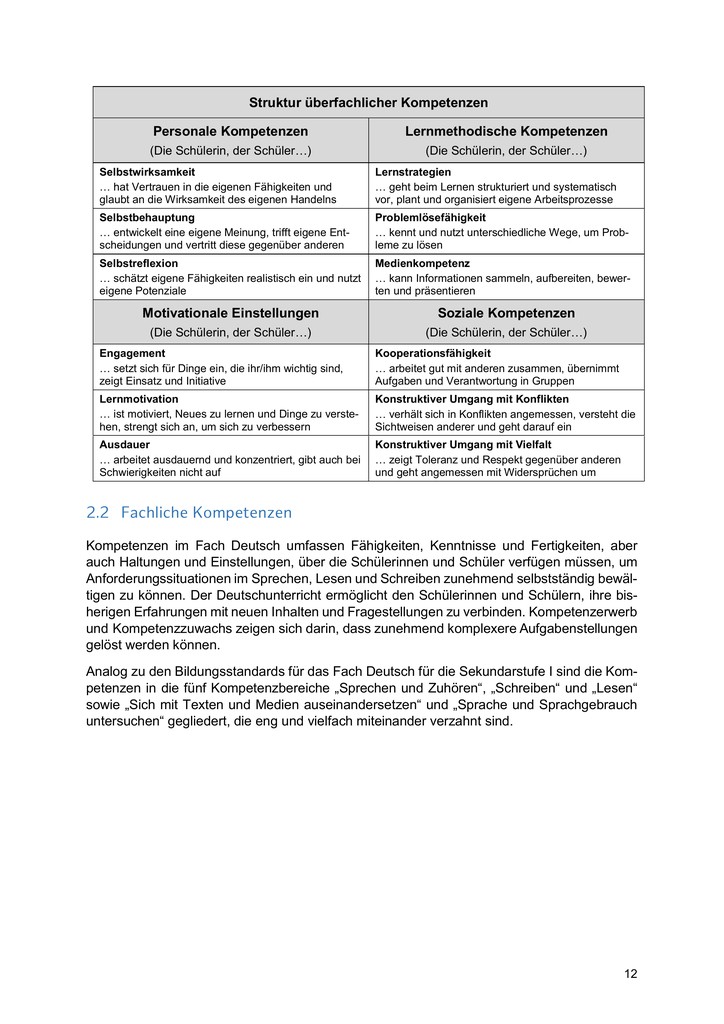 Struktur überfachlicher Kompetenzen
Personale Kompetenzen
(Die Schülerin, der Schüler…)
Lernmethodische Kompetenzen
(Die Schülerin, der Schüler…)
Selbstwirksamkeit
… hat Vertrauen in die eigenen Fähigkeiten und
glaubt an die Wirksamkeit des eigenen Handelns
Lernstrategien
… geht beim Lernen strukturiert und systematisch
vor, plant und organisiert eigene Arbeitsprozesse
Selbstbehauptung
… entwickelt eine eigene Meinung, trifft eigene Ent-
scheidungen und vertritt diese gegenüber anderen
Problemlösefähigkeit
… kennt und nutzt unterschiedliche Wege, um Prob-
leme zu lösen
Selbstreflexion
… schätzt eigene Fähigkeiten realistisch ein und nutzt
eigene Potenziale
Medienkompetenz
… kann Informationen sammeln, aufbereiten, bewer-
ten und präsentieren
Motivationale Einstellungen
(Die Schülerin, der Schüler…)
Soziale Kompetenzen
(Die Schülerin, der Schüler…)
Engagement
… setzt sich für Dinge ein, die ihr/ihm wichtig sind,
zeigt Einsatz und Initiative
Kooperationsfähigkeit
… arbeitet gut mit anderen zusammen, übernimmt
Aufgaben und Verantwortung in Gruppen
Lernmotivation
… ist motiviert, Neues zu lernen und Dinge zu verste-
hen, strengt sich an, um sich zu verbessern
Konstruktiver Umgang mit Konflikten
… verhält sich in Konflikten angemessen, versteht die
Sichtweisen anderer und geht darauf ein
Ausdauer
… arbeitet ausdauernd und konzentriert, gibt auch bei
Schwierigkeiten nicht auf
Konstruktiver Umgang mit Vielfalt
… zeigt Toleranz und Respekt gegenüber anderen
und geht angemessen mit Widersprüchen um
2.2 Fachliche Kompetenzen
Kompetenzen im Fach Deutsch umfassen Fähigkeiten, Kenntnisse und Fertigkeiten, aber
auch Haltungen und Einstellungen, über die Schülerinnen und Schüler verfügen müssen, um
Anforderungssituationen im Sprechen, Lesen und Schreiben zunehmend selbstständig bewäl-
tigen zu können. Der Deutschunterricht ermöglicht den Schülerinnen und Schülern, ihre bis-
herigen Erfahrungen mit neuen Inhalten und Fragestellungen zu verbinden. Kompetenzerwerb
und Kompetenzzuwachs zeigen sich darin, dass zunehmend komplexere Aufgabenstellungen
gelöst werden können.
Analog zu den Bildungsstandards für das Fach Deutsch für die Sekundarstufe I sind die Kom-
petenzen in die fünf Kompetenzbereiche „Sprechen und Zuhören“, „Schreiben“ und „Lesen“
sowie „Sich mit Texten und Medien auseinandersetzen“ und „Sprache und Sprachgebrauch
untersuchen“ gegliedert, die eng und vielfach miteinander verzahnt sind.
12